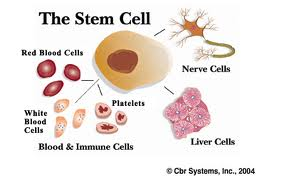 The Stem Cell
Red Blood Cells
Nerve Cells
Platelets
White
Blood
Cells
Blood & Immune Cells
Liver Cells
© Cbr Systems, Inc., 2004